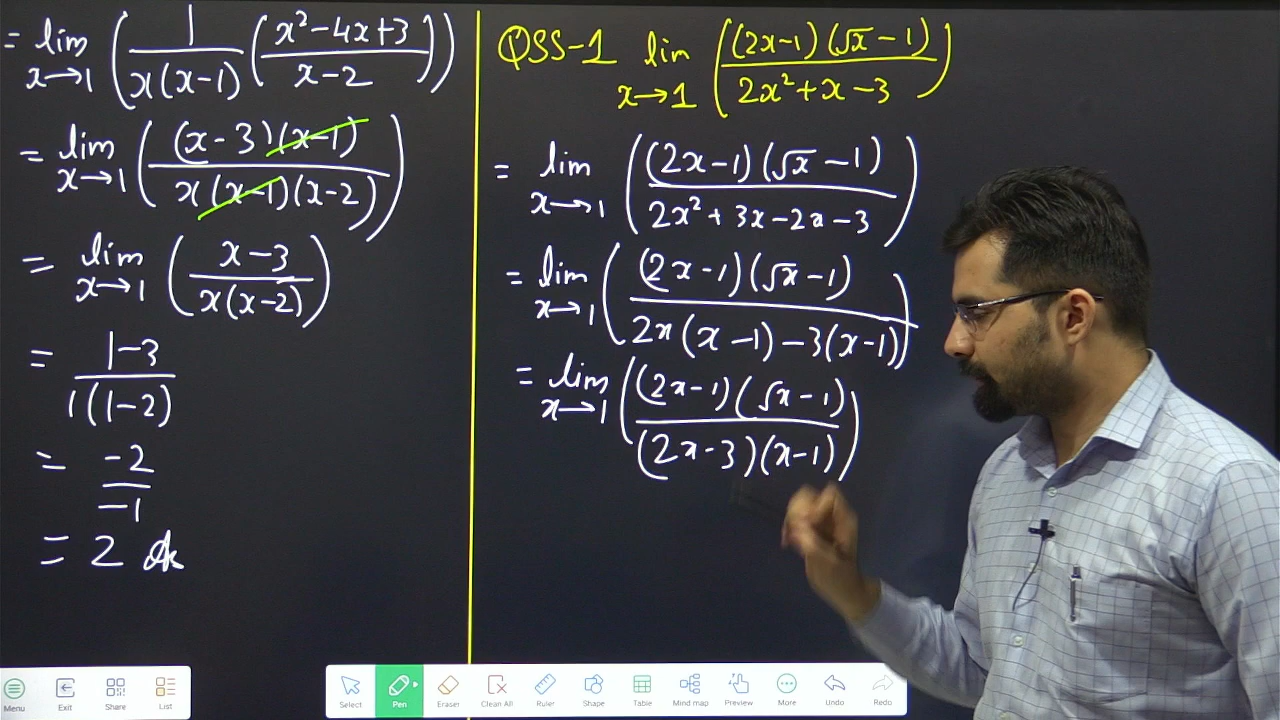 = lim x→1 (1/x(x-1) (x²-4x+3/x-2))
= lim x→1 ((x-3)(x-1)/x(x-1)(x-2))
= lim x→1 (x-3/x(x-2))
= 1-3/1(1-2)
= -2/-1
= 2
QSS-1 lim x→1 ((2x-1)(√x-1)/2x²+x-3)
= lim x→1 ((2x-1)(√x-1)/2x²+3x-2x-3)
= lim x→1 ((2x-1)(√x-1)/2x(x-1)-3(x-1))
= lim x→1 ((2x-1)(√x-1)/(2x-3)(x-1))
Menu Exit Share List Select Pen Eraser Clean All Ruler Shape Table Mind map Preview More Undo Redo